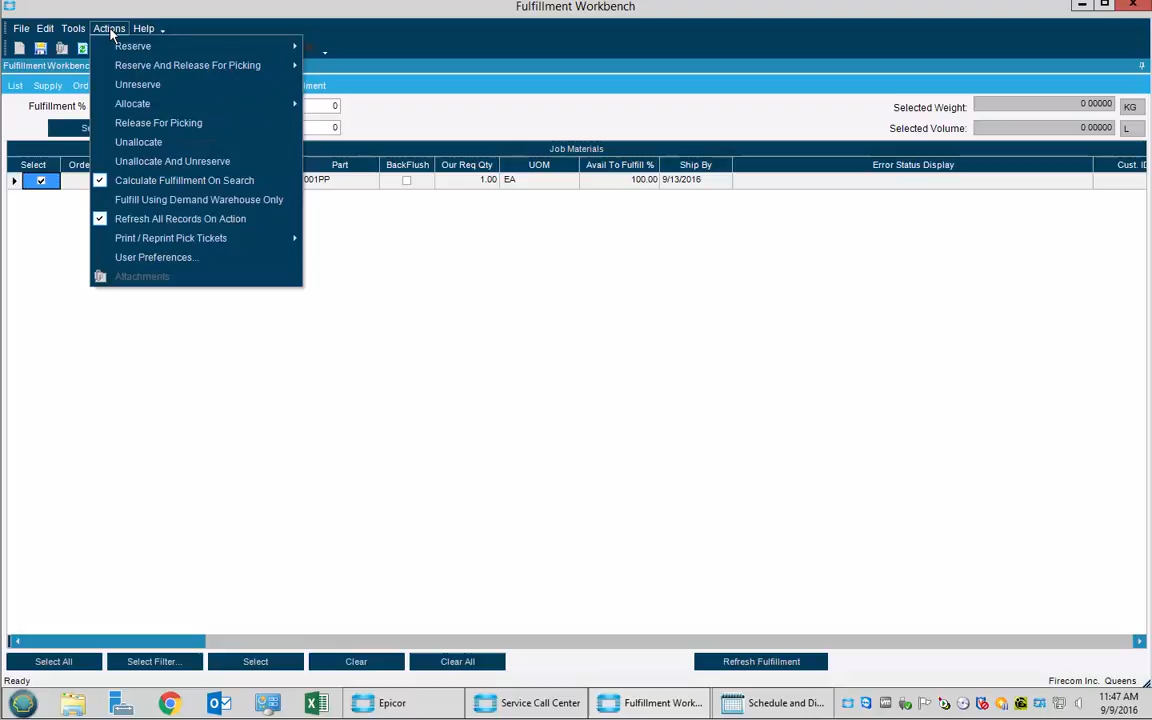 Fulfillment Workbench
File Edit Tools Actions Help
Fulfillment Workbenc
List Supply Ord ment
Reserve
Reserve And Release For Picking
Unreserve
Allocate
Release For Picking
Unallocate
Unallocate And Unreserve
Calculate Fulfillment On Search
Fulfill Using Demand Warehouse Only
Refresh All Records On Action
Print / Reprint Pick Tickets
User Preferences...
Attachments
Fulfillment % 0 Selected Weight: 0.00000 KG
0 Selected Volume: 0.00000 L
Job Materials
Select Orde Part BackFlush Our Req Qty UOM Avail To Fulfill % Ship By Error Status Display Cust. ID
001PP 1.00 EA 100.00 9/13/2016
Select All Select Filter... Select Clear Clear All Refresh Fulfillment
Ready Firecom Inc. Queens
Epicor Service Call Center Fulfillment Work... Schedule and Di... 11:47 AM
9/9/2016